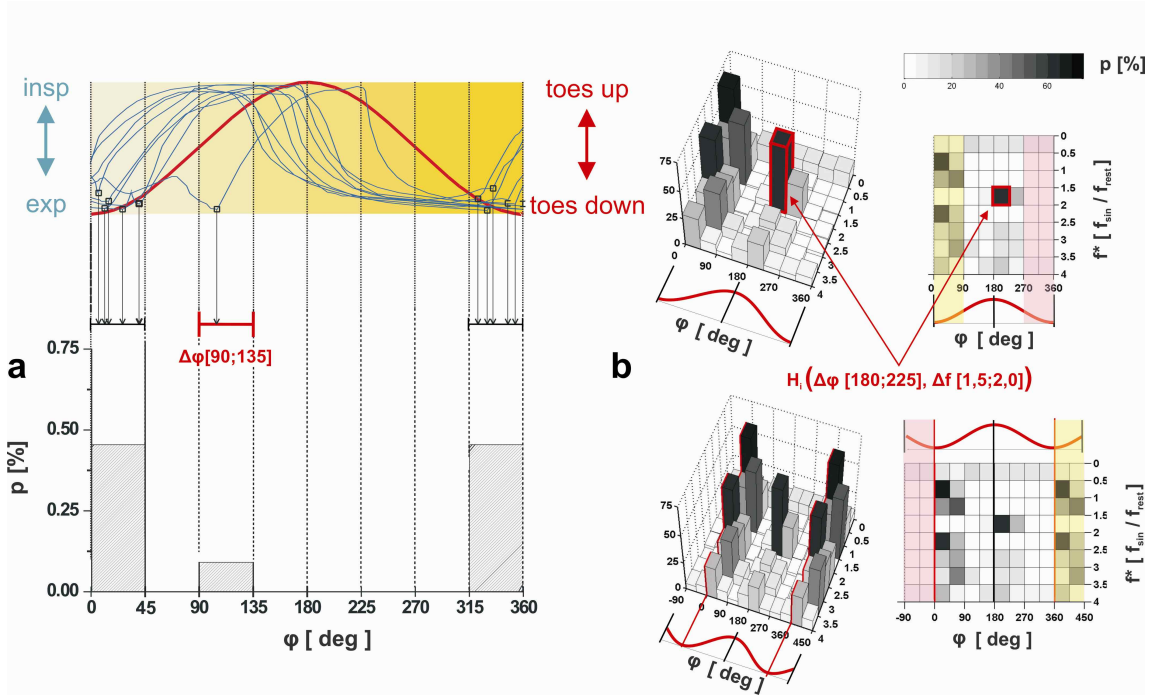 insp
exp
toes up
toes down
Δφ[90;135]
a
0.75
0.50
0.25
0.00
p [%]
0 45 90 135 180 225 270 315 360
φ [ deg ]
p [%]
0 20 40 60
75
50
25
0
0 90 180 270 360
0 0.5 1 1.5 2 2.5 3 3.5 4
φ [ deg ]
0 0.5 1 1.5 2 2.5 3 3.5 4
f* [ fsin / frest ]
0 90 180 270 360
φ [ deg ]
b
Hi (Δφ [180;225], Δf [1,5;2,0])
75
50
25
0
-90 0 90 180 270 360 450
0 0.5 1 1.5 2 2.5 3 3.5 4
φ [ deg ]
0 0.5 1 1.5 2 2.5 3 3.5 4
f* [ fsin / frest ]
-90 0 90 180 270 360 450
φ [ deg ]